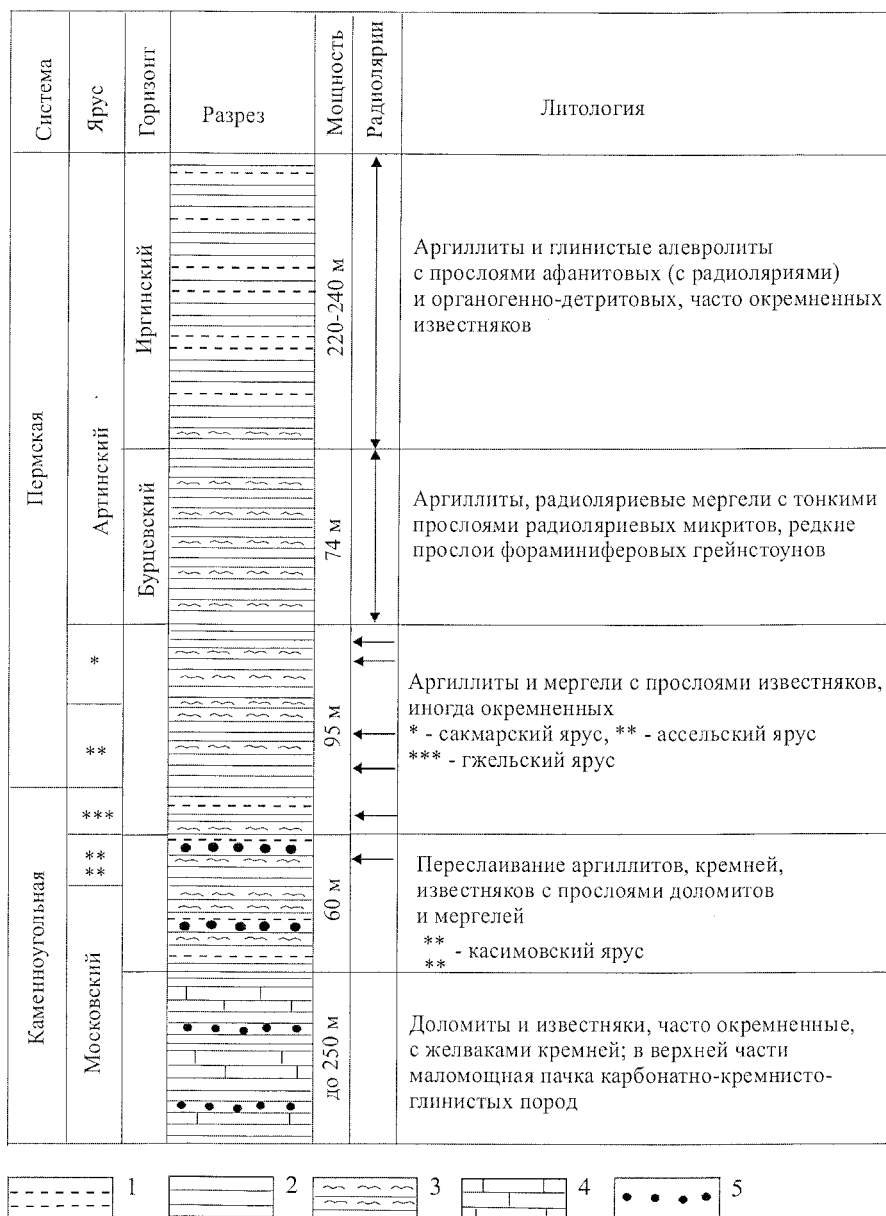 Система
Ярус
Горизонт
Разрез
Мощность
Радиолярии
Литология
Пермская
Артинский
Иргинский
220-240 м
Аргиллиты и глинистые алевролиты
с прослоями афанитовых (с радиоляриями)
и органогенно-детритовых, часто окремненных
известняков
Бурцевский
74 м
Аргиллиты, радиоляриевые мергели с тонкими
прослоями радиоляриевых микритов, редкие
прослои фораминиферовых грейнстоунов
*
**
95 м
Аргиллиты и мергели с прослоями известняков,
иногда окремненных
* - сакмарский ярус, ** - ассельский ярус
*** - гжельский ярус
Каменноугольная
***
**
**
60 м
Переслаивание аргиллитов, кремней,
известняков с прослоями доломитов
и мергелей
**
** - касимовский ярус
Московский
до 250 м
Доломиты и известняки, часто окремненные,
с желваками кремней; в верхней части
маломощная пачка карбонатно-кремнисто-
глинистых пород
1 2 3 4 5